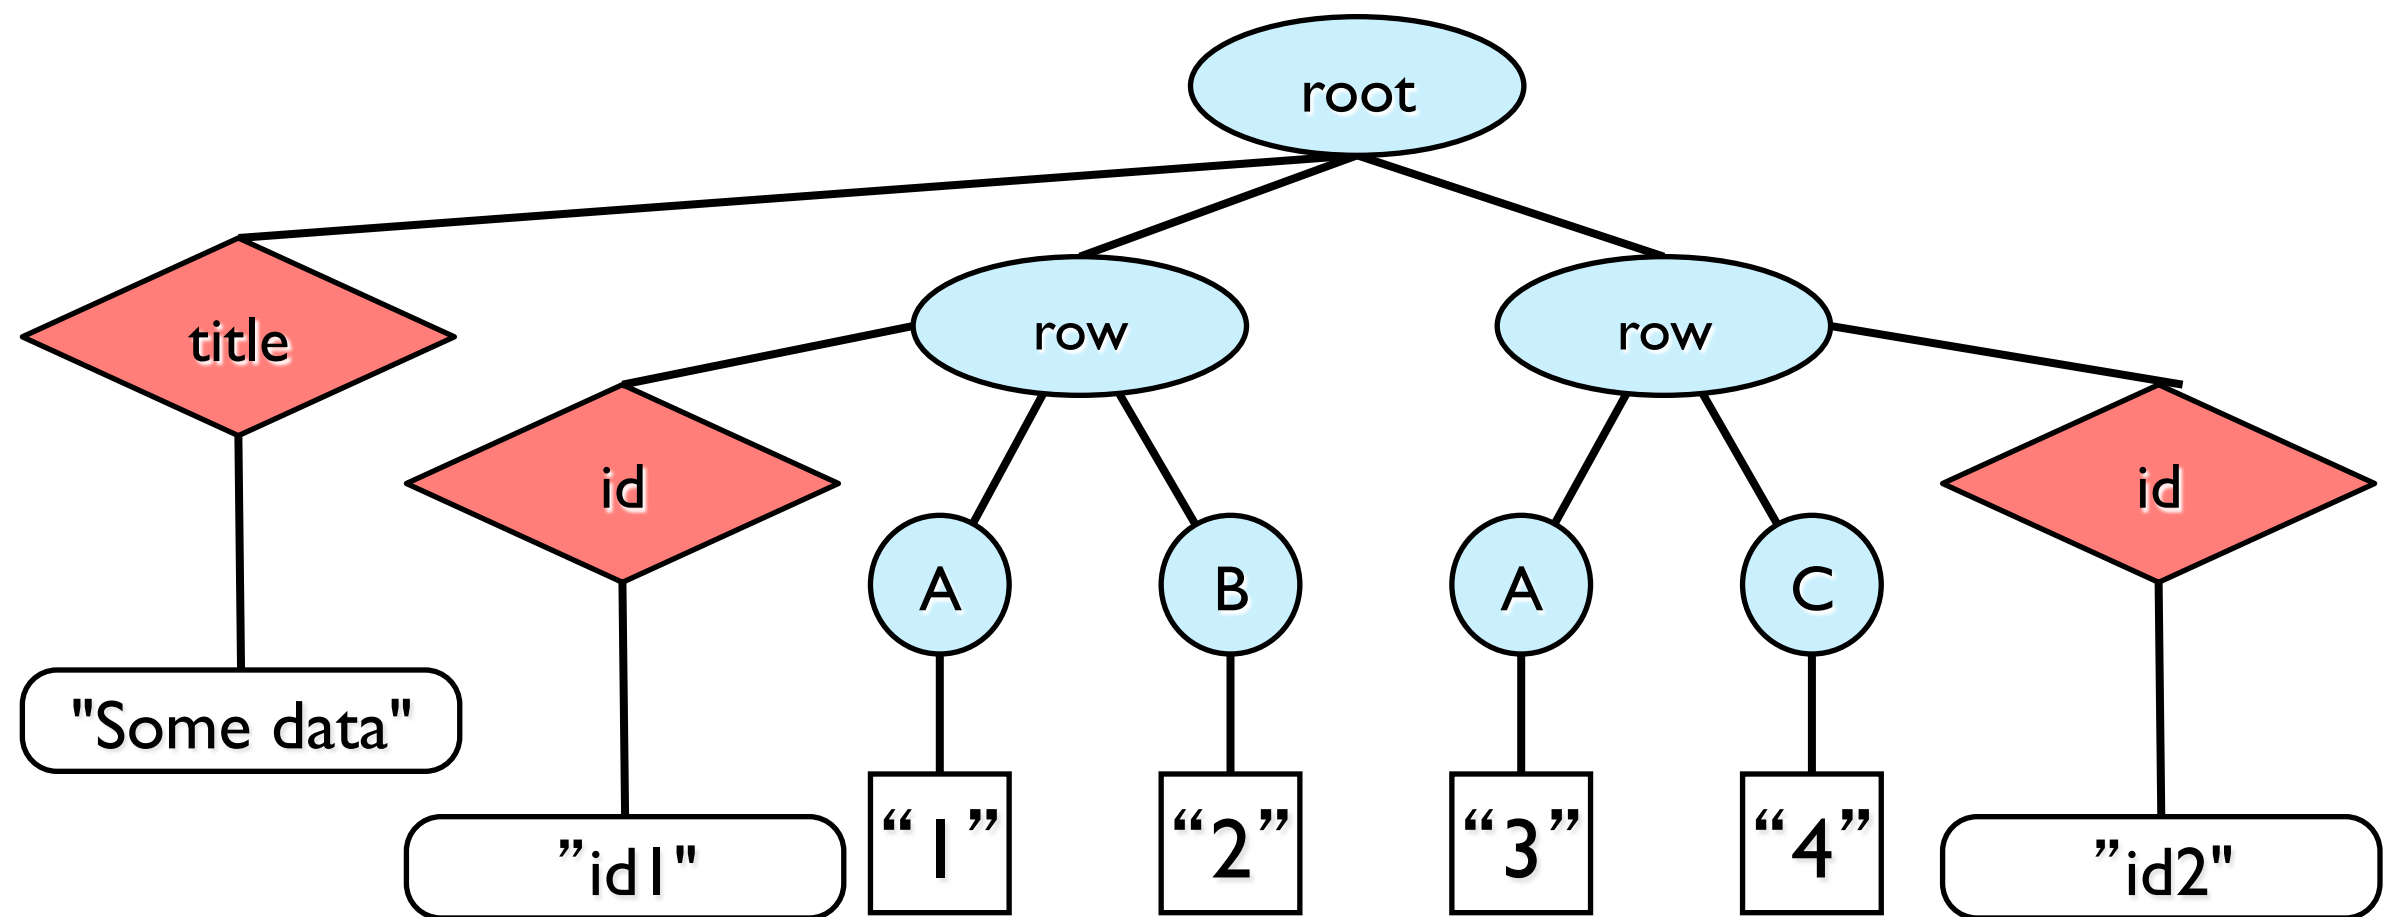 root
title
row
row
id
id
A
B
A
C
"Some data"
”id1"
“1”
“2”
“3”
“4”
”id2"